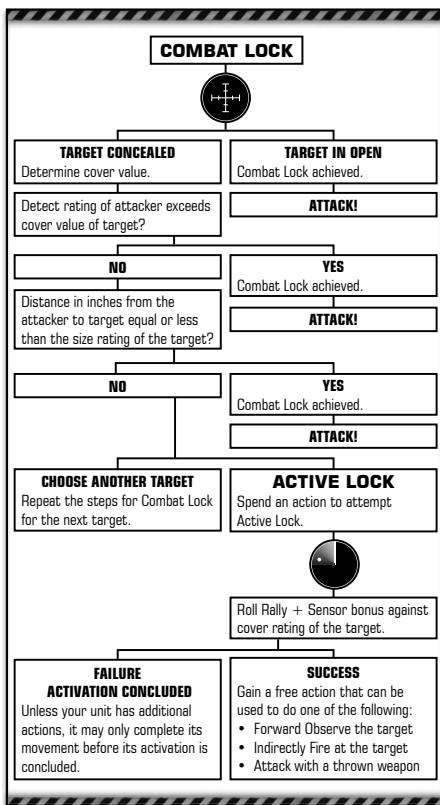 COMBAT LOCK
TARGET CONCEALED
Determine cover value.
TARGET IN OPEN
Combat Lock achieved.
ATTACK!
Detect rating of attacker exceeds
cover value of target?
NO
YES
Combat Lock achieved.
ATTACK!
Distance in inches from the
attacker to target equal or less
than the size rating of the target?
NO
YES
Combat Lock achieved.
ATTACK!
CHOOSE ANOTHER TARGET
Repeat the steps for Combat Lock
for the next target.
ACTIVE LOCK
Spend an action to attempt
Active Lock.
Roll Rally + Sensor bonus against
cover rating of the target.
FAILURE
ACTIVATION CONCLUDED
Unless your unit has additional
actions, it may only complete its
movement before its activation is
concluded.
SUCCESS
Gain a free action that can be
used to do one of the following:
• Forward Observe the target
• Indirectly Fire at the target
• Attack with a thrown weapon